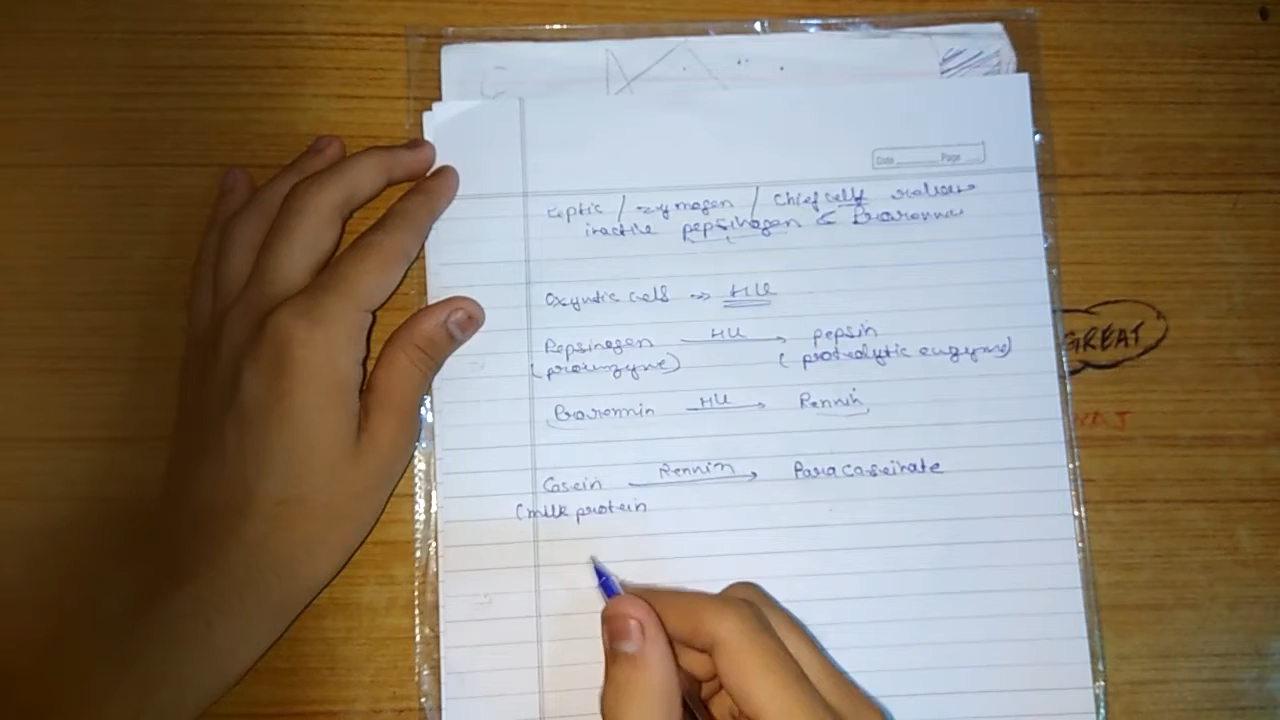 Date Page
eptic / zymogen / Chief cells release
inactive pepsinogen & Prorennin
Oxyntic cells => HCl
Pepsinogen HCl → pepsin
(proenzyme) (proteolytic enzyme)
Prorennin HCl → Rennin
Casein Rennin → Paracaseinate
(milk protein
GREAT